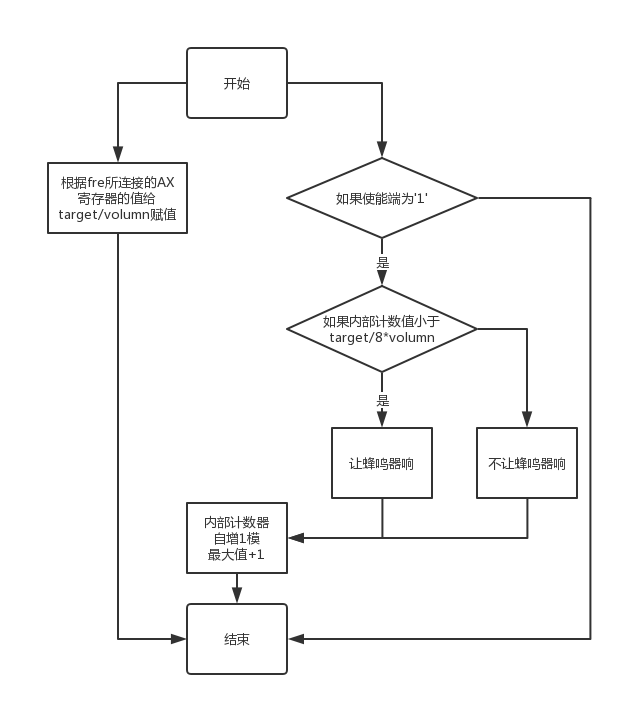 开始
根据fre所连接的AX
寄存器的值给
target/volumn赋值
如果使能端为'1'
是
如果内部计数值小于
target/8*volumn
是
让蜂鸣器响
不让蜂鸣器响
内部计数器
自增1模
最大值+1
结束